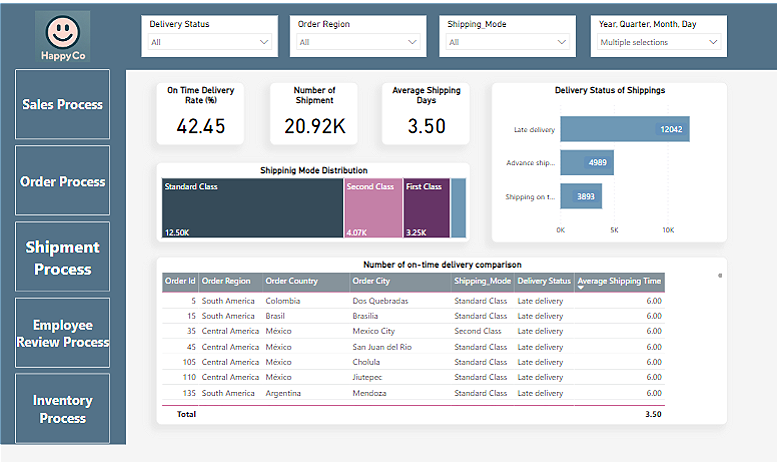 HappyCo
Delivery Status
All
Order Region
All
Shipping_Mode
All
Year, Quarter, Month, Day
Multiple selections
Sales Process
Order Process
Shipment
Process
Employee
Review Process
Inventory
Process
On Time Delivery
Rate (%)
42.45
Number of
Shipment
20.92K
Average Shipping
Days
3.50
Delivery Status of Shippings
Late delivery 12042
Advance ship... 4989
Shipping on t... 3893
0K 5K 10K
Shippinig Mode Distribution
Standard Class Second Class First Class
12.50K 4.07K 3.25K
Number of on-time delivery comparison
Order Id Order Region Order Country Order City Shipping_Mode Delivery Status Average Shipping Time
5 South America Colombia Dos Quebradas Standard Class Late delivery 6.00
15 South America Brasil Brasilia Standard Class Late delivery 6.00
35 Central America México Mexico City Second Class Late delivery 6.00
45 Central America México San Juan del Río Standard Class Late delivery 6.00
105 Central America México Cholula Standard Class Late delivery 6.00
110 Central America México Jiutepec Standard Class Late delivery 6.00
135 South America Argentina Mendoza Standard Class Late delivery 6.00
Total 3.50